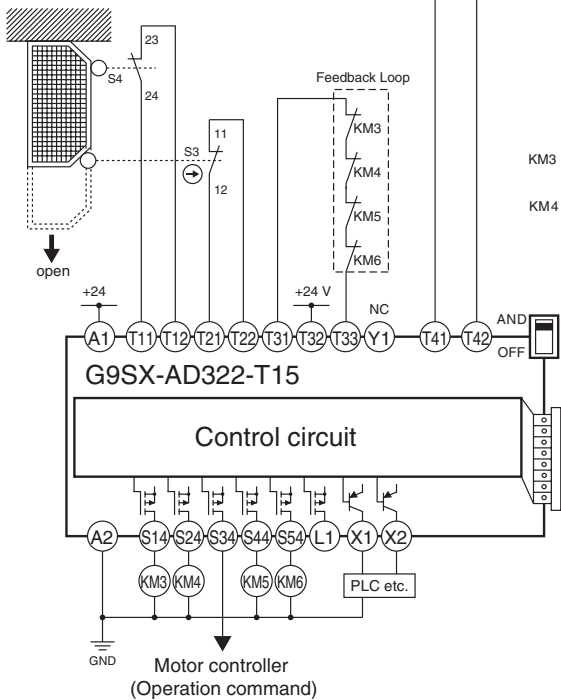 23
S4
24
Feedback Loop
11
S3
12
KM3
KM4
KM5
KM6
KM3
KM4
open
+24
+24 V
NC
AND
OFF
A1 T11 T12 T21 T22 T31 T32 T33 Y1 T41 T42
G9SX-AD322-T15
Control circuit
A2 S14 S24 S34 S44 S54 L1 X1 X2
KM3 KM4 KM5 KM6
PLC etc.
GND
Motor controller
(Operation command)